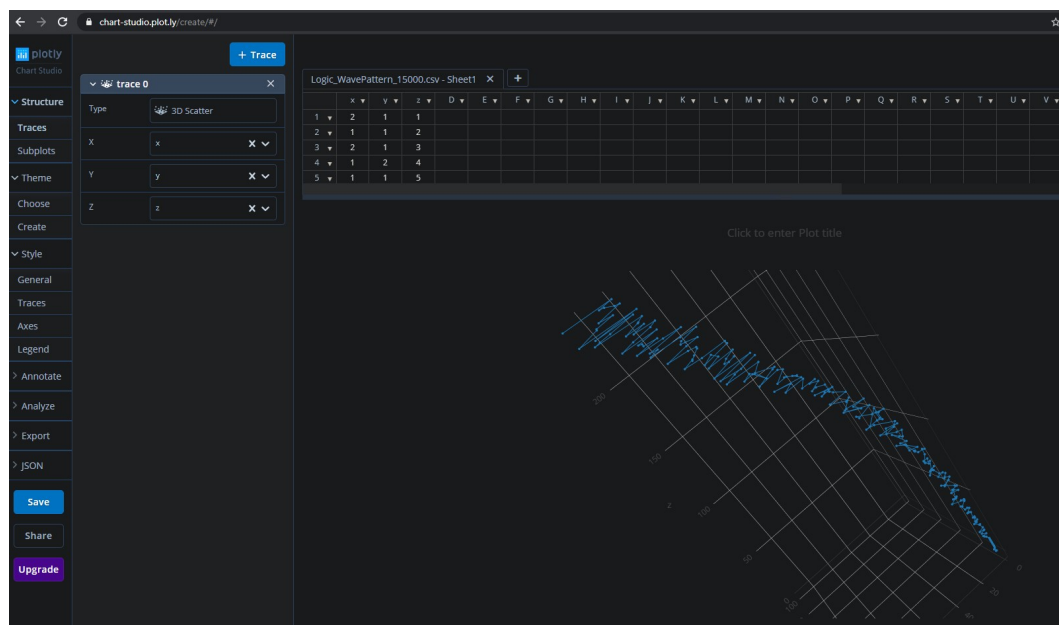 chart-studio.plot.ly/create/#/
plotly
Chart Studio
Structure
Traces
Subplots
Theme
Choose
Create
Style
General
Traces
Axes
Legend
Annotate
Analyze
Export
JSON
Save
Share
Upgrade
+ Trace
trace 0
Type 3D Scatter
X x
Y y
Z z
Logic_WavePattern_15000.csv - Sheet1 +
x y z D E F G H I J K L M N O P Q R S T U V
1 2 1 1
2 1 1 2
3 2 1 3
4 1 2 4
5 1 1 5
Click to enter Plot title
200
150
z
100
50
0
20
100